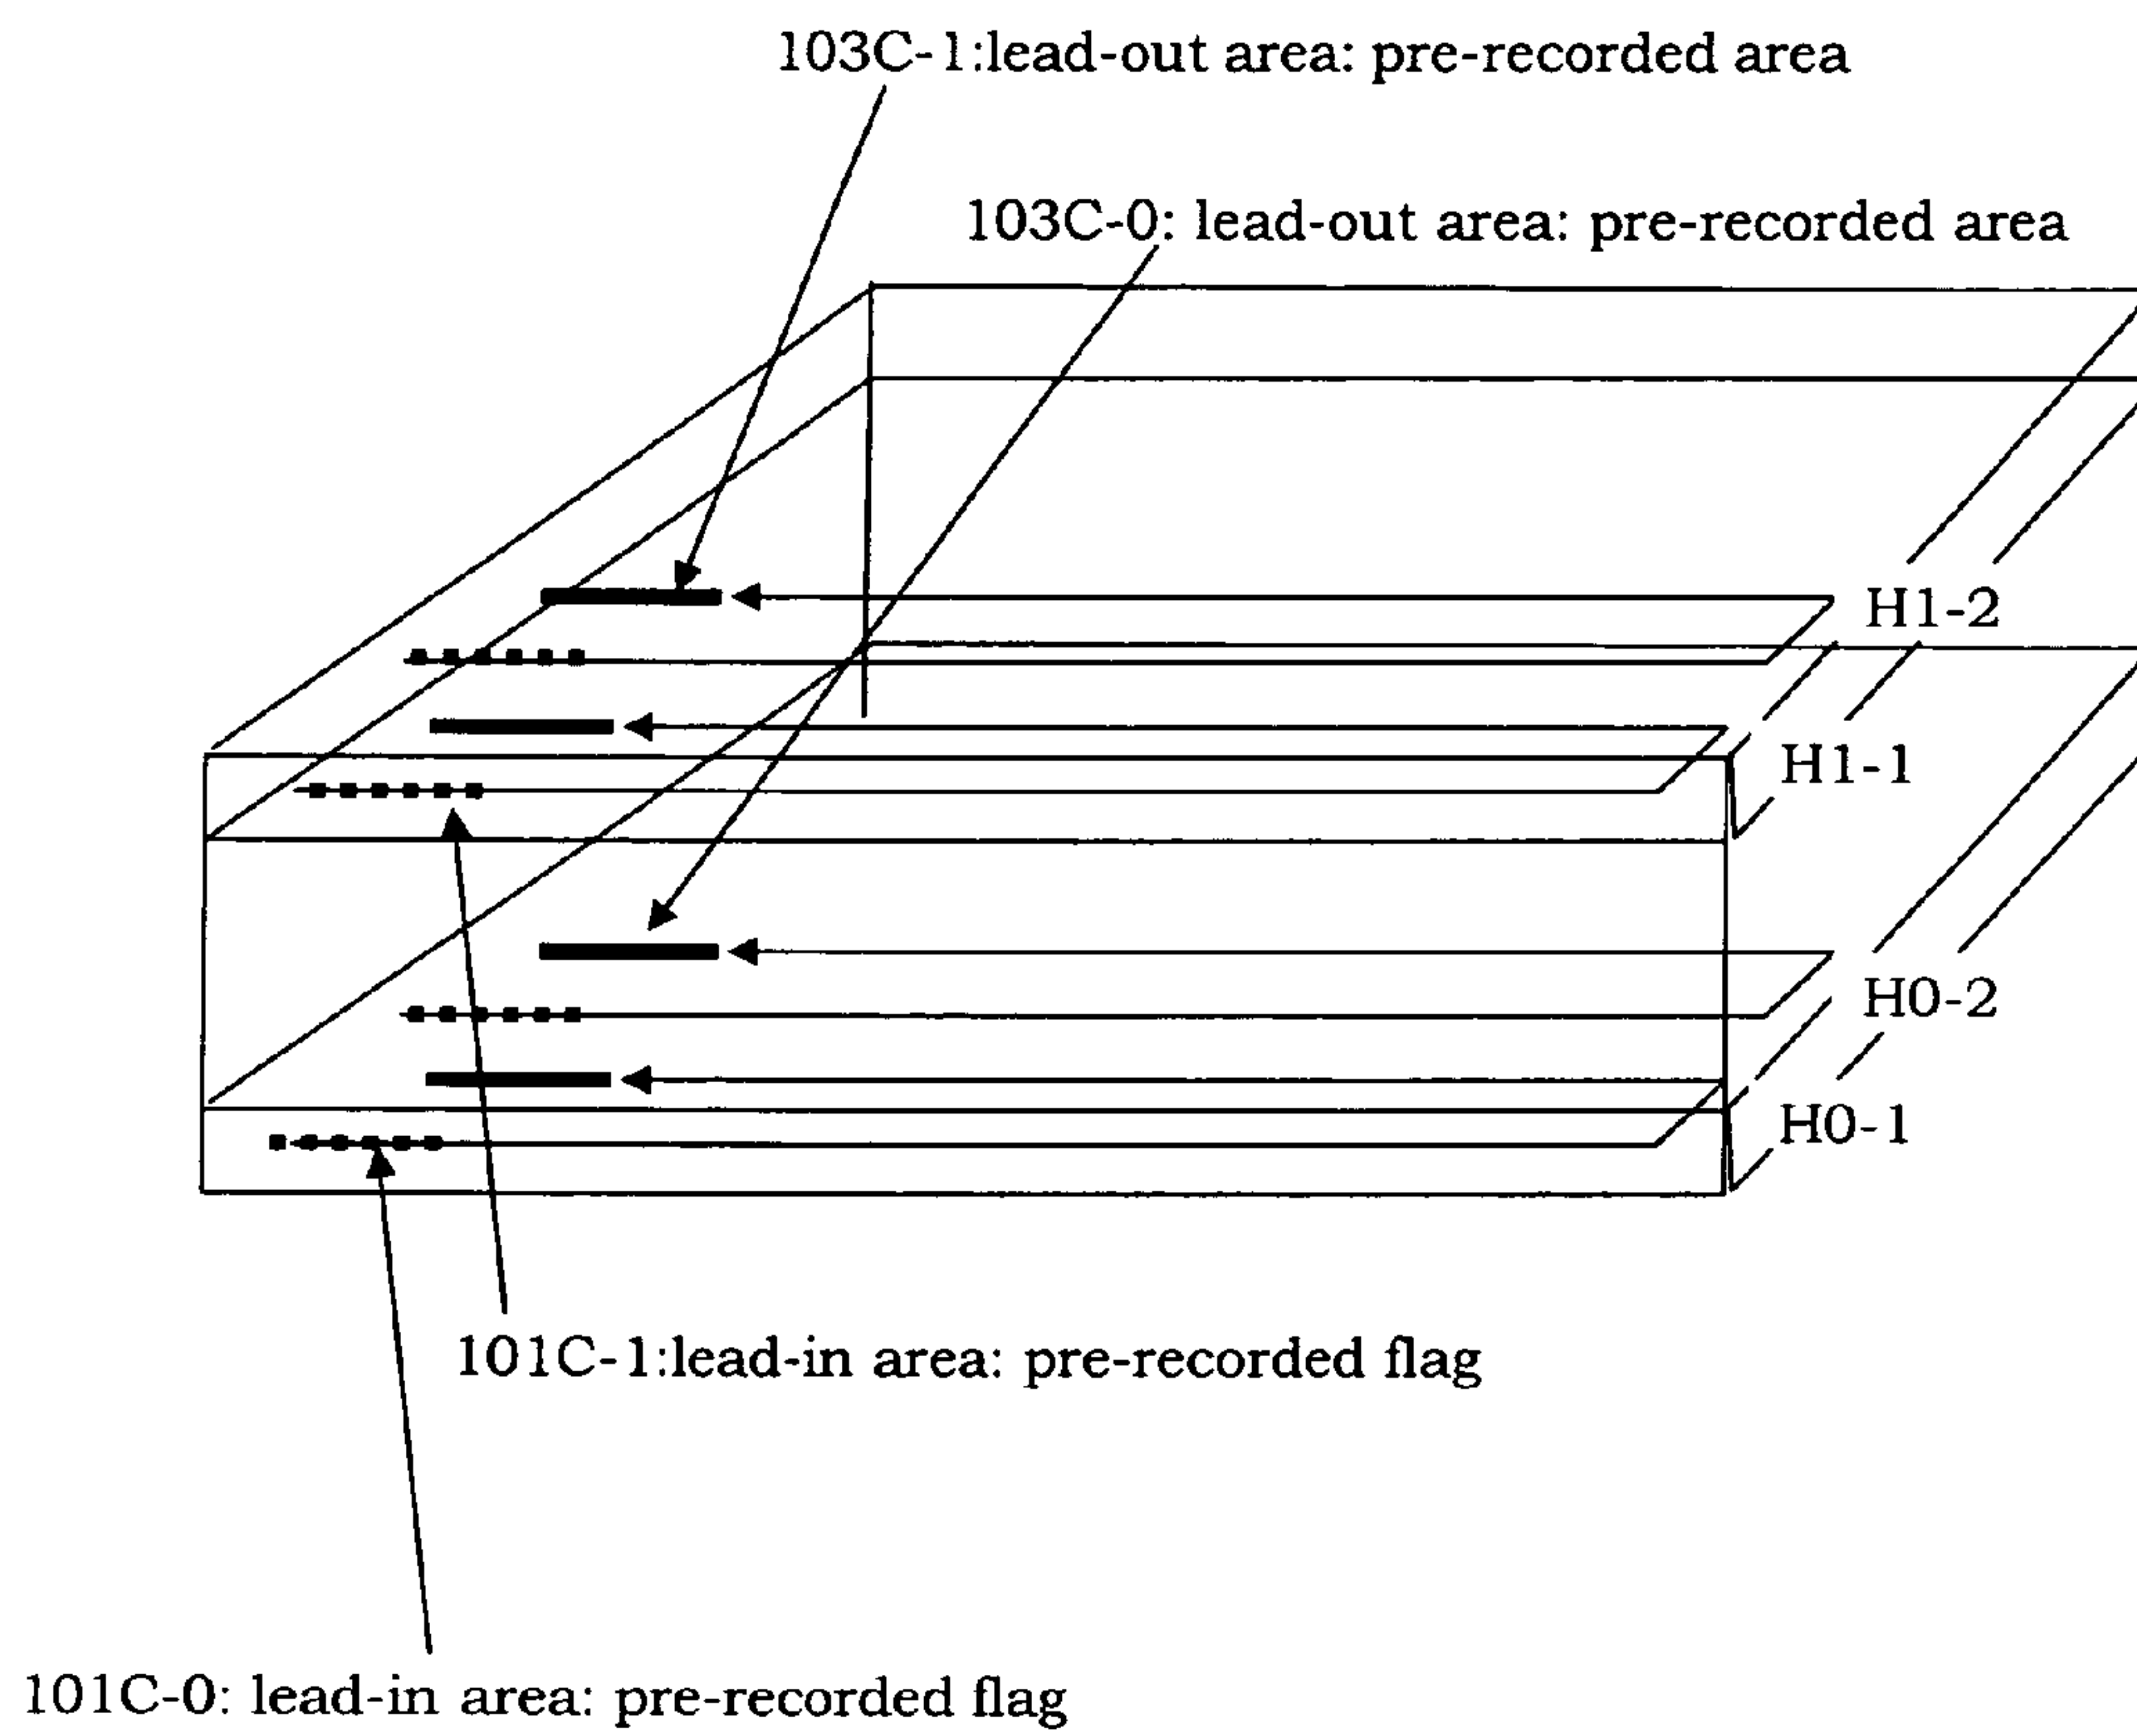 103C-1:lead-out area: pre-recorded area
103C-0: lead-out area: pre-recorded area
H1-2
H1-1
H0-2
H0-1
101C-1:lead-in area: pre-recorded flag
101C-0: lead-in area: pre-recorded flag